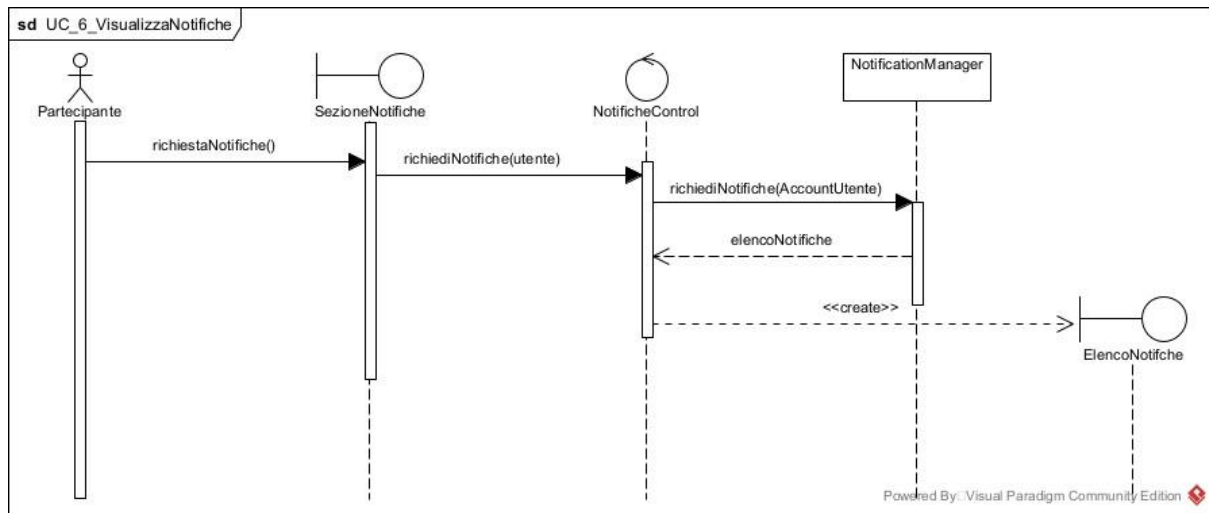 sd UC_6_VisualizzaNotifiche
NotificationManager
Partecipante
SezioneNotifiche
NotificheControl
richiestaNotifiche()
richiediNotifiche(utente)
richiediNotifiche(AccountUtente)
elencoNotifiche
<<create>>
ElencoNotifche
Powered By Visual Paradigm Community Edition